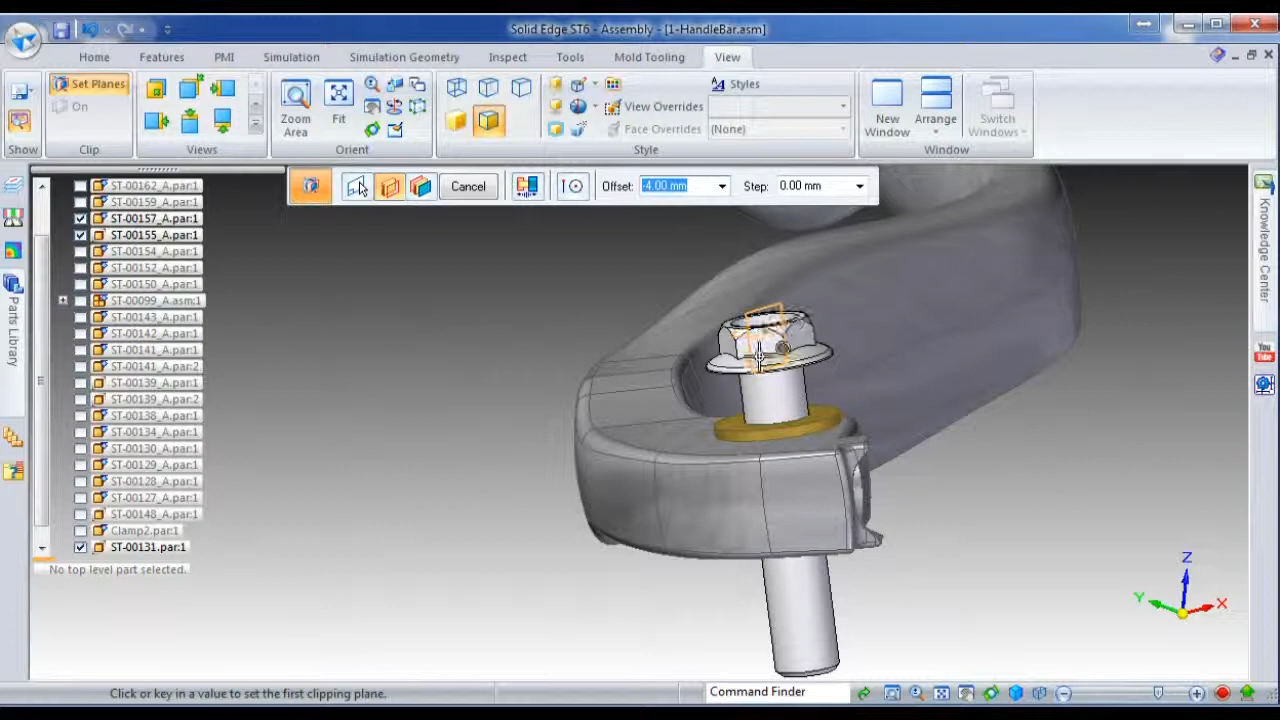 Solid Edge ST6 - Assembly - [1-HandleBar.asm]
Home Features PMI Simulation Simulation Geometry Inspect Tools Mold Tooling View
Set Planes
On
Show Clip
Views
Zoom Area Fit
Orient
Styles
View Overrides
Face Overrides (None)
Style
New Window Arrange Switch Windows
Window
Cancel Offset: -4.00 mm Step: 0.00 mm
Parts Library
Knowledge Center
You Tube
ST-00162_A.par:1
ST-00159_A.par:1
ST-00157_A.par:1
ST-00155_A.par:1
ST-00154_A.par:1
ST-00152_A.par:1
ST-00150_A.par:1
ST-00099_A.asm:1
ST-00143_A.par:1
ST-00142_A.par:1
ST-00141_A.par:1
ST-00141_A.par:2
ST-00139_A.par:1
ST-00139_A.par:2
ST-00138_A.par:1
ST-00134_A.par:1
ST-00130_A.par:1
ST-00129_A.par:1
ST-00128_A.par:1
ST-00127_A.par:1
ST-00148_A.par:1
Clamp2.par:1
ST-00131.par:1
No top level part selected.
Z
Y X
Click or key in a value to set the first clipping plane.
Command Finder